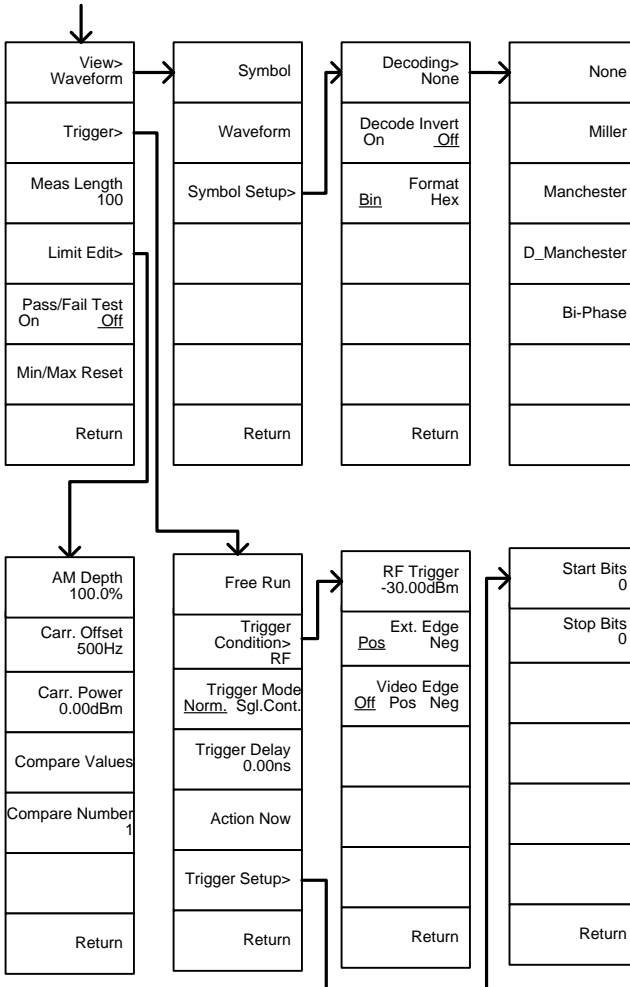 View>
Waveform
Trigger>
Meas Length
100
Limit Edit>
Pass/Fail Test
On Off
Min/Max Reset
Return
Symbol
Waveform
Symbol Setup>
Return
Decoding>
None
Decode Invert
On Off
Format
Bin Hex
Return
None
Miller
Manchester
D_Manchester
Bi-Phase
AM Depth
100.0%
Carr. Offset
500Hz
Carr. Power
0.00dBm
Compare Values
Compare Number
1
Return
Free Run
Trigger
Condition>
RF
Trigger Mode
Norm. Sgl.Cont.
Trigger Delay
0.00ns
Action Now
Trigger Setup>
Return
RF Trigger
-30.00dBm
Ext. Edge
Pos Neg
Video Edge
Off Pos Neg
Return
Start Bits
0
Stop Bits
0
Return